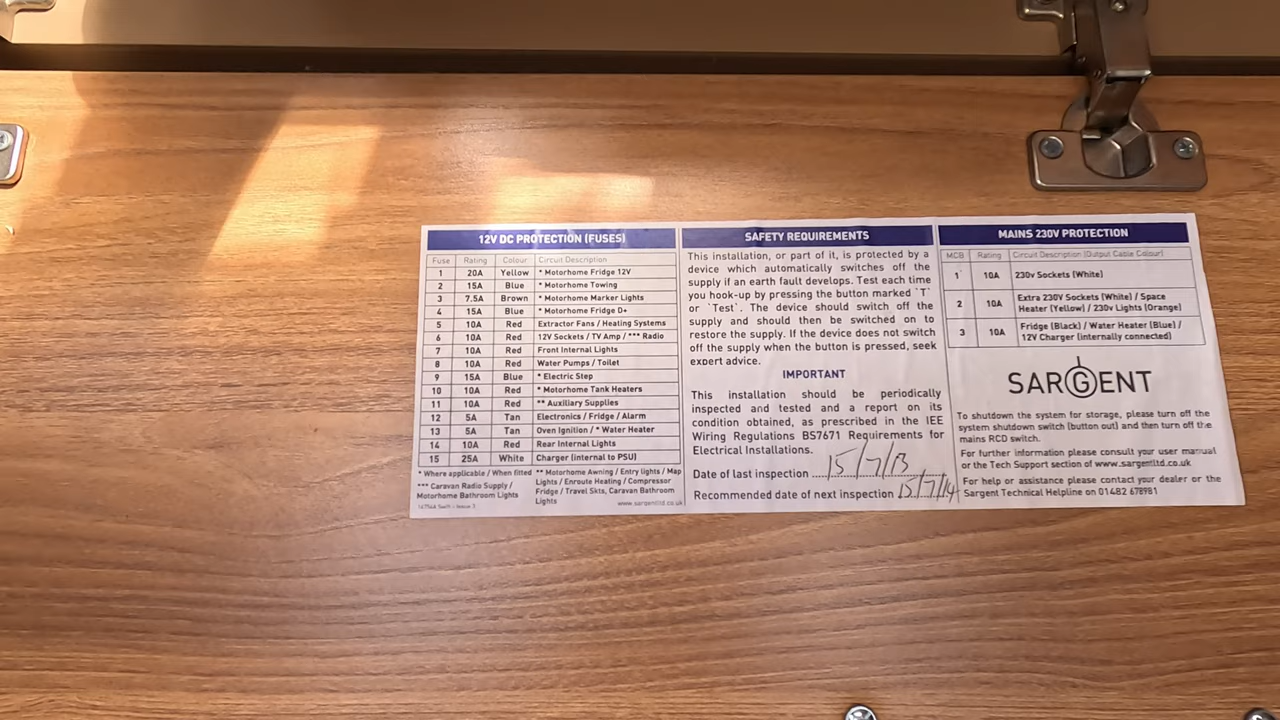 12V DC PROTECTION (FUSES)
Fuse Rating Colour Circuit Description
1 20A Yellow * Motorhome Fridge 12V
2 15A Blue * Motorhome Towing
3 7.5A Brown * Motorhome Marker Lights
4 15A Blue * Motorhome Fridge D+
5 10A Red Extractor Fans / Heating Systems
6 10A Red 12V Sockets / TV Amp / *** Radio
7 10A Red Front Internal Lights
8 10A Red Water Pumps / Toilet
9 15A Blue * Electric Step
10 10A Red * Motorhome Tank Heaters
11 10A Red ** Auxiliary Supplies
12 5A Tan Electronics / Fridge / Alarm
13 5A Tan Oven Ignition / * Water Heater
14 10A Red Rear Internal Lights
15 25A White Charger (internal to PSU)
* Where applicable / When fitted
*** Caravan Radio Supply /
Motorhome Bathroom Lights
** Motorhome Awning / Entry lights / Map
Lights / Enroute Heating / Compressor
Fridge / Travel Skts, Caravan Bathroom
Lights
www.sargentltd.co.uk
SAFETY REQUIREMENTS
This installation, or part of it, is protected by a
device which automatically switches off the
supply if an earth fault develops. Test each time
you hook-up by pressing the button marked `T´
or `Test´. The device should switch off the
supply and should then be switched on to
restore the supply. If the device does not switch
off the supply when the button is pressed, seek
expert advice.
IMPORTANT
This installation should be periodically
inspected and tested and a report on its
condition obtained, as prescribed in the IEE
Wiring Regulations BS7671 Requirements for
Electrical Installations.
Date of last inspection 15/7/13
Recommended date of next inspection 15/7/14
MAINS 230V PROTECTION
MCB Rating Circuit Description (Output Cable Colour)
1 10A 230v Sockets (White)
2 10A Extra 230V Sockets (White) / Space
Heater (Yellow) / 230v Lights (Orange)
3 10A Fridge (Black) / Water Heater (Blue) /
12V Charger (internally connected)
SARGENT
To shutdown the system for storage, please turn off the
system shutdown switch (button out) and then turn off the
mains RCD switch.
For further information please consult your user manual
or the Tech Support section of www.sargentltd.co.uk
For help or assistance please contact your dealer or the
Sargent Technical Helpline on 01482 678981